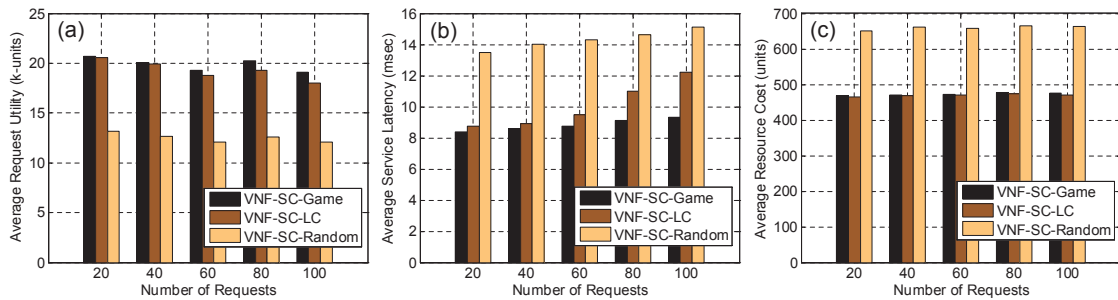 (a)
Average Request Utility (k-units)
25
20
15
10
5
0
VNF-SC-Game
VNF-SC-LC
VNF-SC-Random
20 40 60 80 100
Number of Requests
(b)
Average Service Latency (msec)
16
14
12
10
8
6
4
2
0
VNF-SC-Game
VNF-SC-LC
VNF-SC-Random
20 40 60 80 100
Number of Requests
(c)
Average Resource Cost (units)
700
600
500
400
300
200
100
0
VNF-SC-Game
VNF-SC-LC
VNF-SC-Random
20 40 60 80 100
Number of Requests